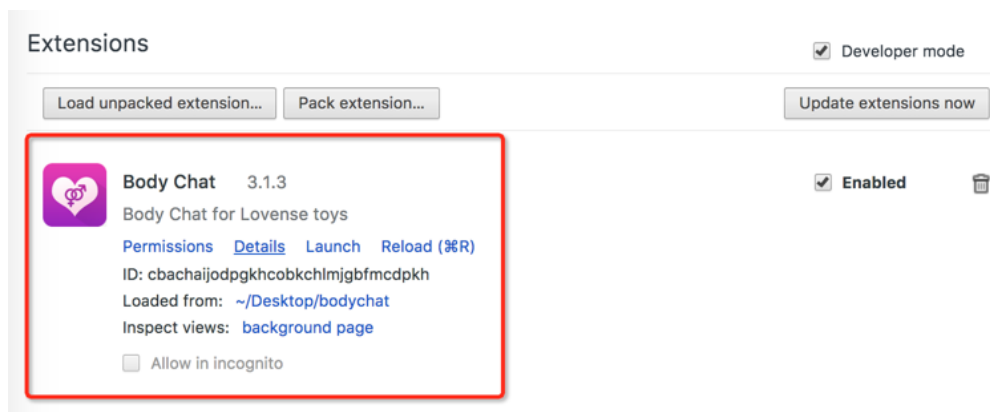 Extensions
Developer mode
Load unpacked extension...
Pack extension...
Update extensions now
Body Chat 3.1.3
Enabled
Body Chat for Lovense toys
Permissions Details Launch Reload (⌘R)
ID: cbachaijodpgkhcobkchlmjgbfmcdpkh
Loaded from: ~/Desktop/bodychat
Inspect views: background page
Allow in incognito